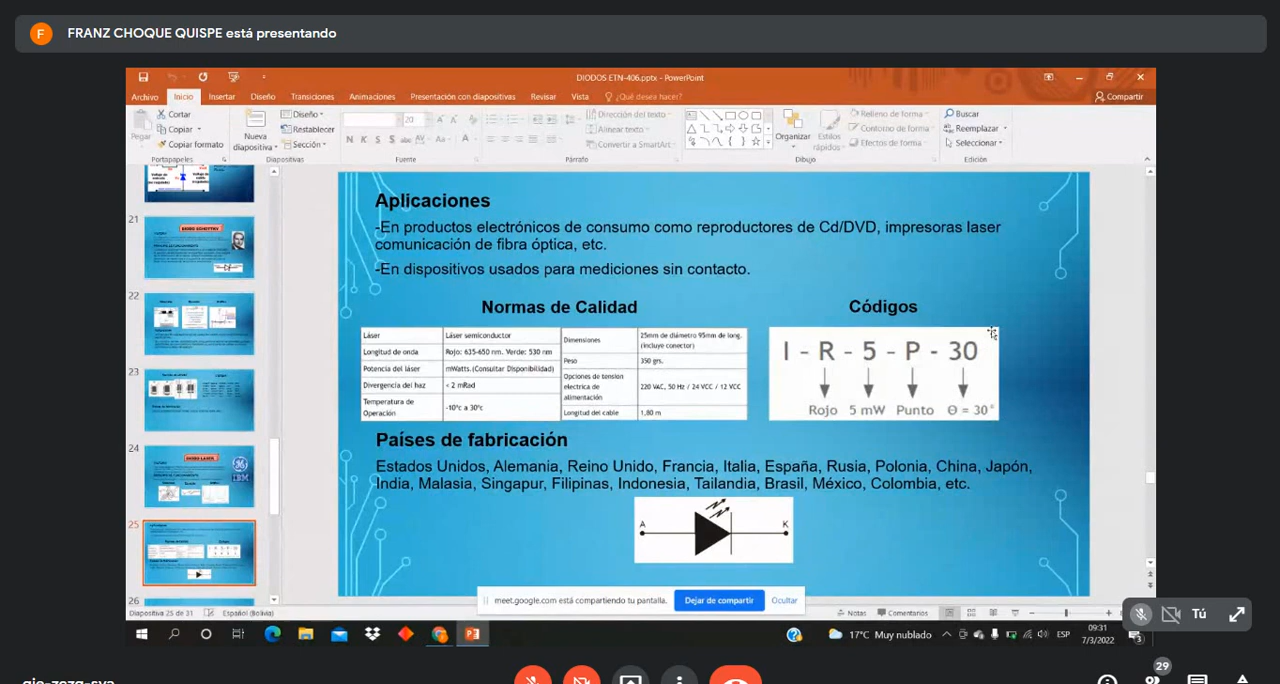 F FRANZ CHOQUE QUISPE está presentando
DIODOS ETN-406.pptx - PowerPoint
Archivo Inicio Insertar Diseño Transiciones Animaciones Presentación con diapositivas Revisar Vista ¿Qué desea hacer? Compartir
Pegar
Cortar
Copiar
Copiar formato
Portapapeles
Nueva
diapositiva
Diseño
Restablecer
Sección
Diapositivas
20
N K S S abc AV Aa A
Fuente
Dirección del texto
Alinear texto
Convertir a SmartArt
Párrafo
Organizar
Estilos
rápidos
Relleno de forma
Contorno de forma
Efectos de forma
Dibujo
Buscar
Reemplazar
Seleccionar
Edición
21
22
23
24
25
26
Aplicaciones
-En productos electrónicos de consumo como reproductores de Cd/DVD, impresoras laser
comunicación de fibra óptica, etc.
-En dispositivos usados para mediciones sin contacto.
Normas de Calidad
Láser Láser semiconductor
Longitud de onda Rojo: 635-650 nm. Verde: 530 nm
Potencia del láser mWatts.(Consultar Disponibilidad)
Divergencia del haz < 2 mRad
Temperatura de
Operación -10°c a 30°c
Dimensiones 25mm de diámetro 95mm de long.
(incluye conector)
Peso 350 grs.
Opciones de tension
electrica de
alimentación 220 VAC, 50 Hz / 24 VCC / 12 VCC
Longitud del cable 1,80 m
Códigos
I - R - 5 - P - 30
Rojo 5 mW Punto Θ = 30°
Países de fabricación
Estados Unidos, Alemania, Reino Unido, Francia, Italia, España, Rusia, Polonia, China, Japón,
India, Malasia, Singapur, Filipinas, Indonesia, Tailandia, Brasil, México, Colombia, etc.
A K
meet.google.com está compartiendo tu pantalla. Dejar de compartir Ocultar
Diapositiva 25 de 31 Español (Bolivia) Notas Comentarios
Tú
17°C Muy nublado ESP 09:31
7/3/2022 3
29